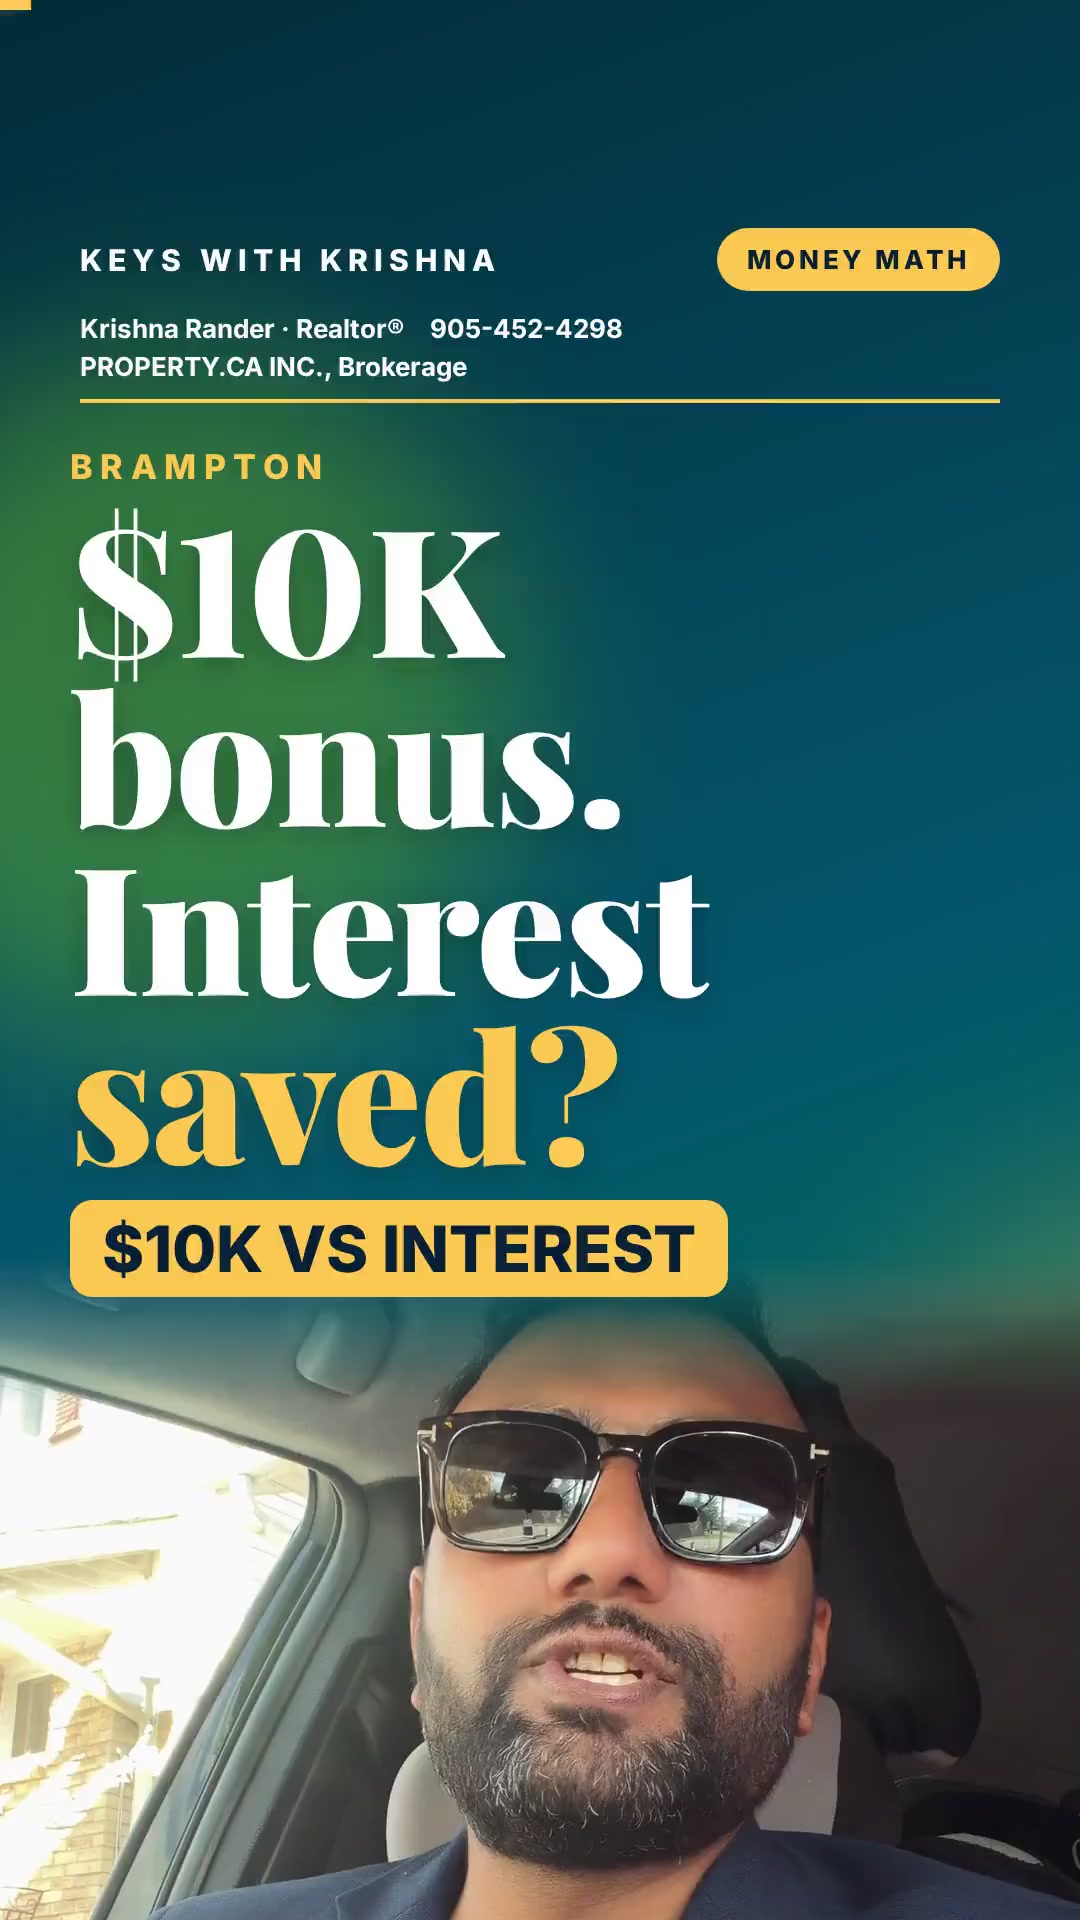 KEYS WITH KRISHNA
MONEY MATH
Krishna Rander · Realtor® 905-452-4298
PROPERTY.CA INC., Brokerage
BRAMPTON
$10K
bonus.
Interest
saved?
$10K VS INTEREST